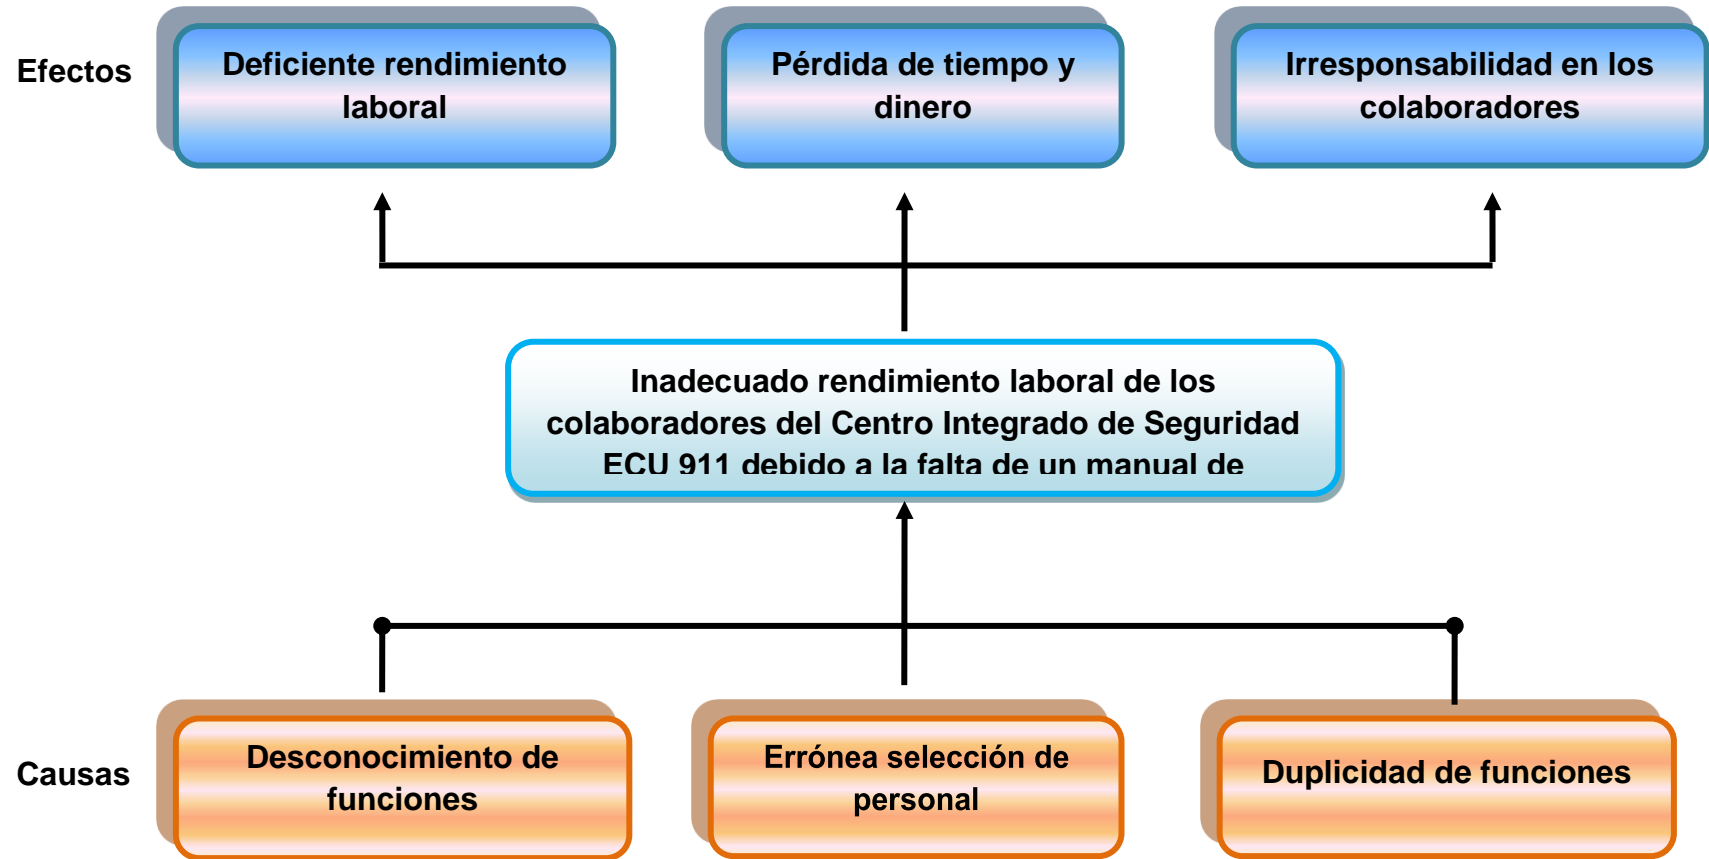 Efectos
Deficiente rendimiento
laboral
Pérdida de tiempo y
dinero
Irresponsabilidad en los
colaboradores
Inadecuado rendimiento laboral de los
colaboradores del Centro Integrado de Seguridad
ECU 911 debido a la falta de un manual de
Causas
Desconocimiento de
funciones
Errónea selección de
personal
Duplicidad de funciones